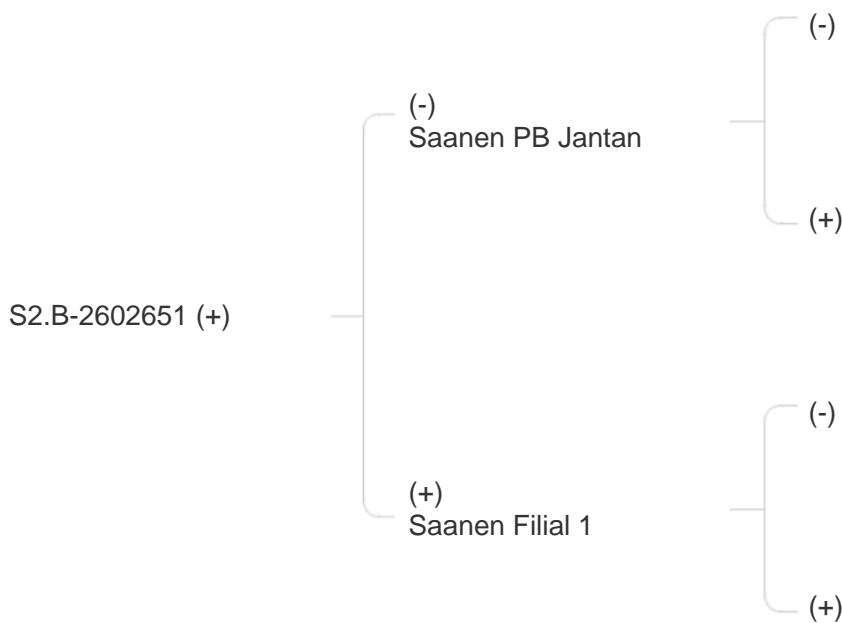 (-)
(-)
Saanen PB Jantan
(+)
S2.B-2602651 (+)
(-)
(+)
Saanen Filial 1
(+)